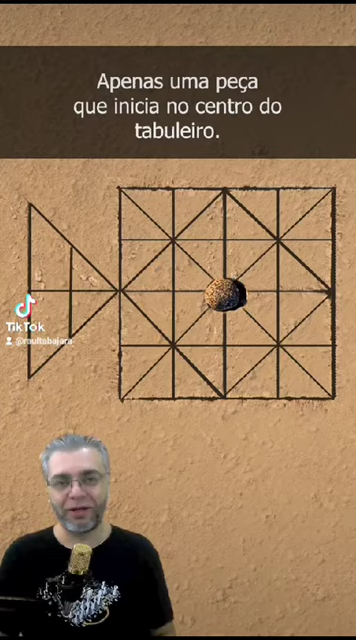 Apenas uma peça
que inicia no centro do
tabuleiro.
TikTok
@raultabajara